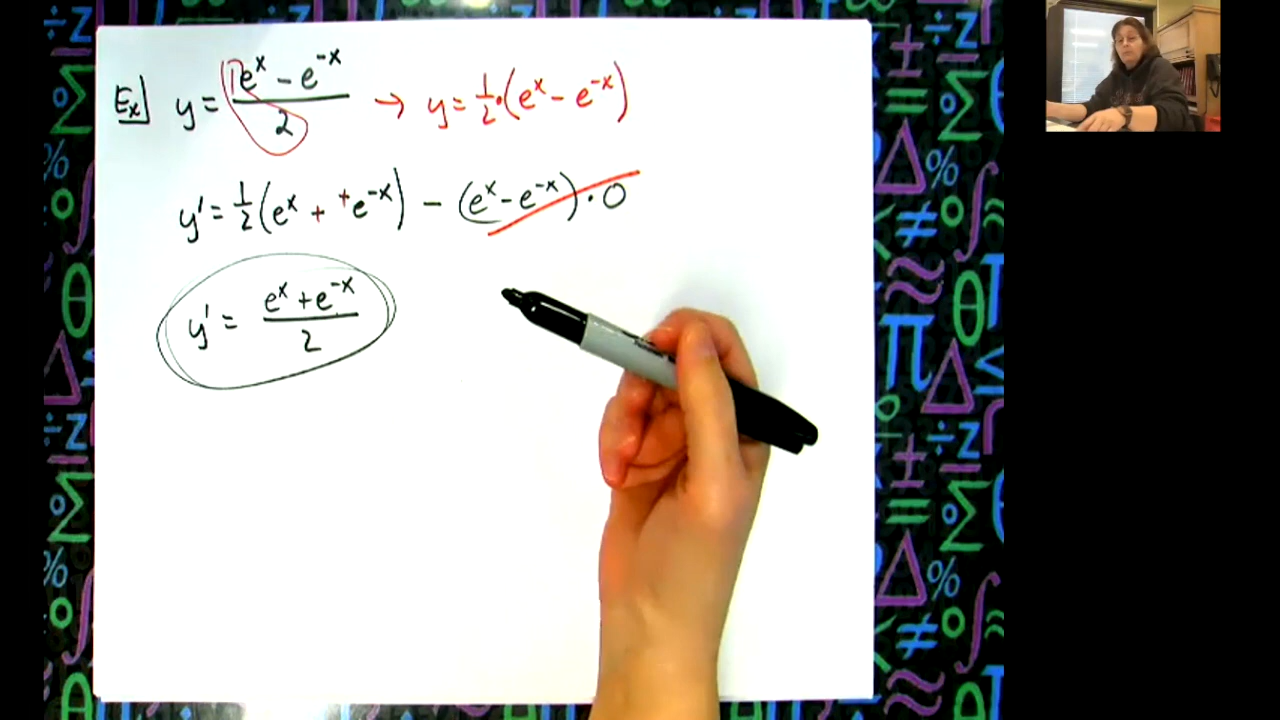 Ex] y = (1e^x − e^{−x})/2 → y = 1/2 · (e^x − e^{−x})
y' = 1/2 (e^x + +e^{−x}) − (e^x − e^{−x}) · 0
y' = (e^x + e^{−x})/2